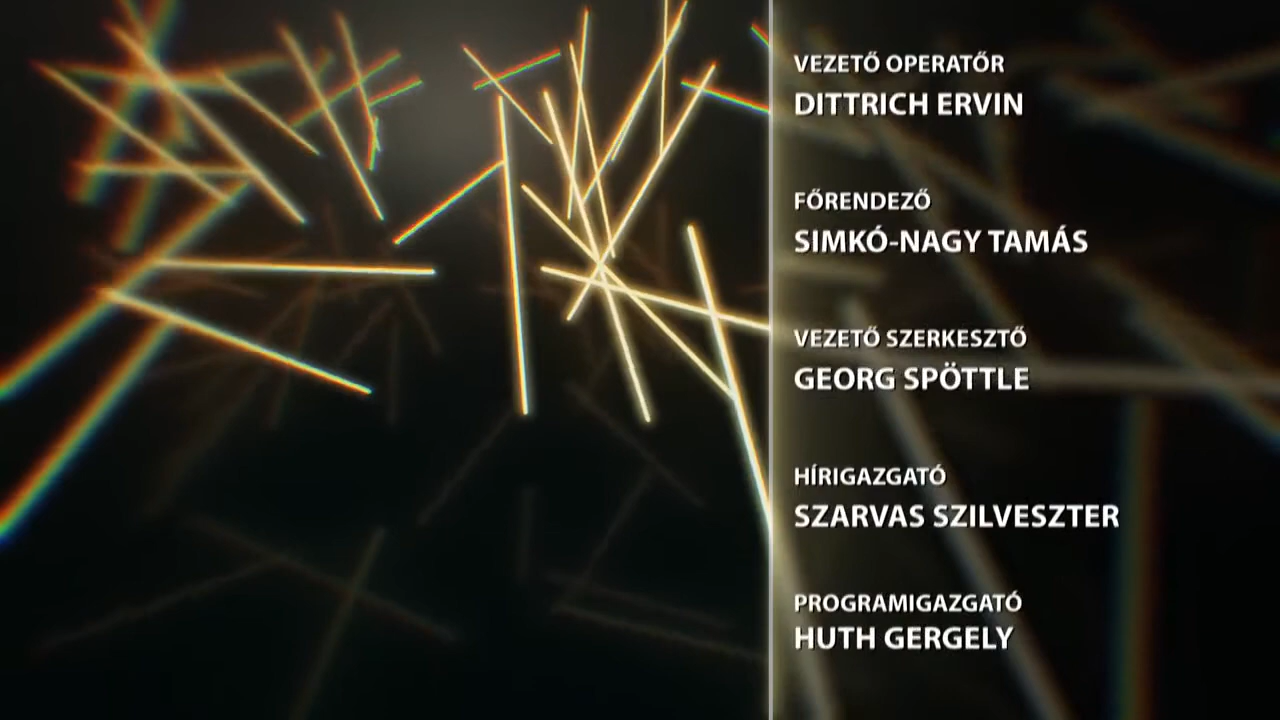 VEZETŐ OPERATŐR
DITTRICH ERVIN
FŐRENDEZŐ
SIMKÓ-NAGY TAMÁS
VEZETŐ SZERKESZTŐ
GEORG SPÖTTLE
HÍRIGAZGATÓ
SZARVAS SZILVESZTER
PROGRAMIGAZGATÓ
HUTH GERGELY